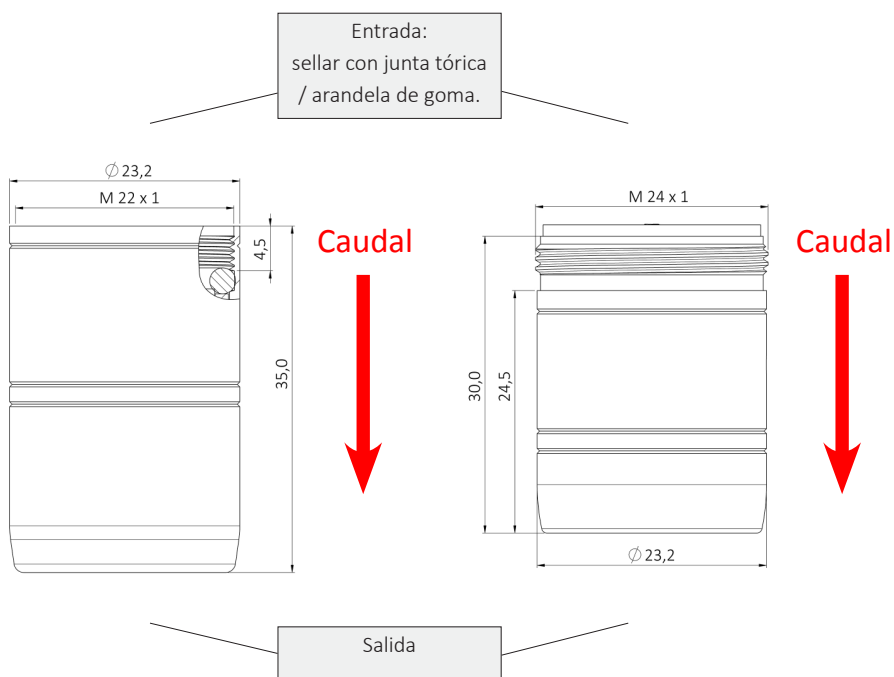 Entrada:
sellar con junta tórica
/ arandela de goma.
∅ 23,2
M 22 x 1
4,5
35,0
Caudal
M 24 x 1
30,0
24,5
∅ 23,2
Caudal
Salida